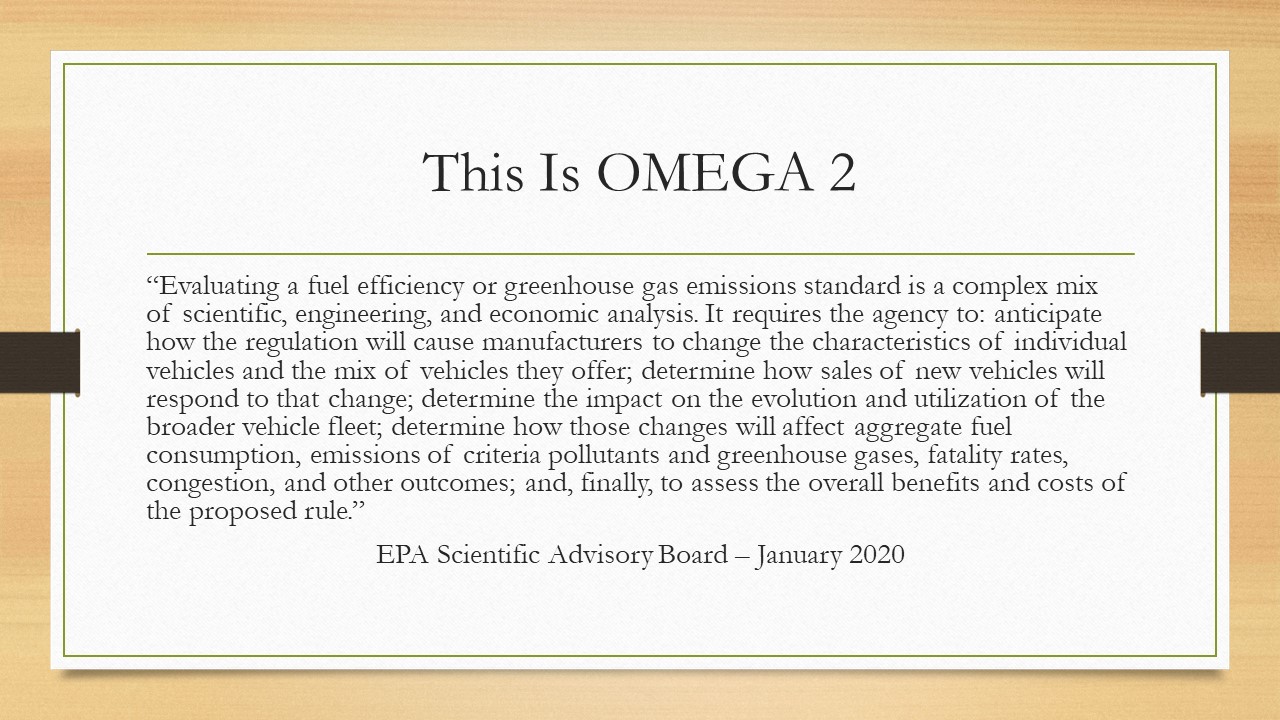 This Is OMEGA 2
“Evaluating a fuel efficiency or greenhouse gas emissions standard is a complex mix
of scientific, engineering, and economic analysis. It requires the agency to: anticipate
how the regulation will cause manufacturers to change the characteristics of individual
vehicles and the mix of vehicles they offer; determine how sales of new vehicles will
respond to that change; determine the impact on the evolution and utilization of the
broader vehicle fleet; determine how those changes will affect aggregate fuel
consumption, emissions of criteria pollutants and greenhouse gases, fatality rates,
congestion, and other outcomes; and, finally, to assess the overall benefits and costs of
the proposed rule.”
EPA Scientific Advisory Board – January 2020